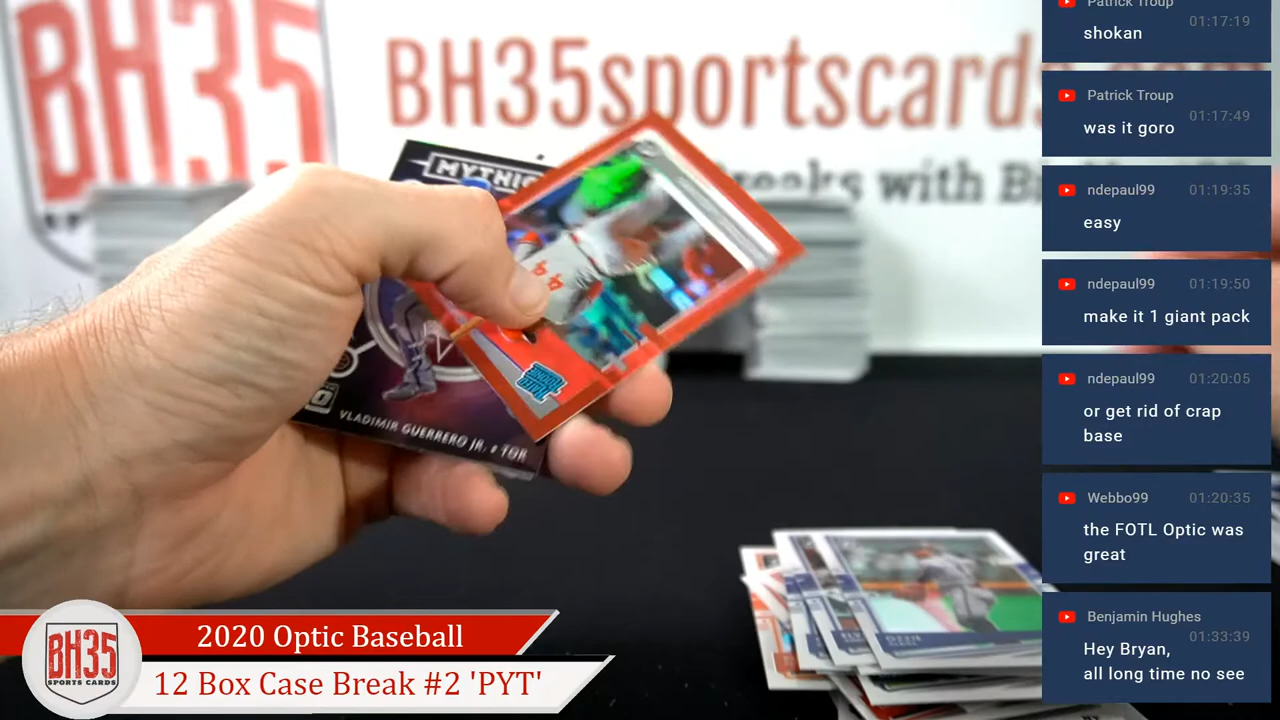 BH35
BH35sportscards
with
MYTHIC
VLADIMIR GUERRERO JR. • TOR
RATED
ROOKIE
OZZIE
Patrick Troup
01:17:19
shokan
Patrick Troup
01:17:49
was it goro
ndepaul99
01:19:35
easy
ndepaul99
01:19:50
make it 1 giant pack
ndepaul99
01:20:05
or get rid of crap
base
Webbo99
01:20:35
the FOTL Optic was
great
Benjamin Hughes
01:33:39
Hey Bryan,
all long time no see
BH35
SPORTS CARDS
2020 Optic Baseball
12 Box Case Break #2 'PYT'